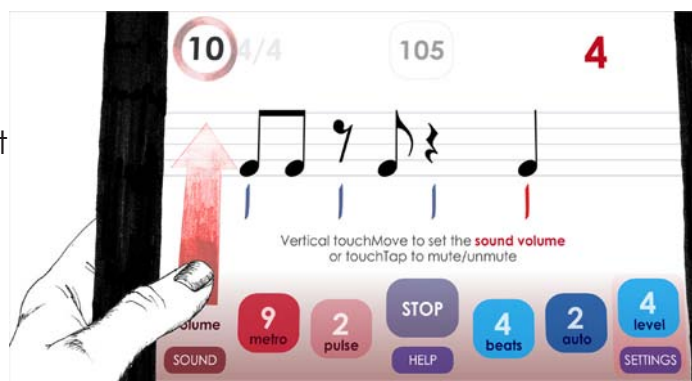 10 4/4 105 4
t
Vertical touchMove to set the sound volume
or touchTap to mute/unmute
9 2 STOP 4 2 4
metro pulse beats auto level
SOUND HELP SETTINGS